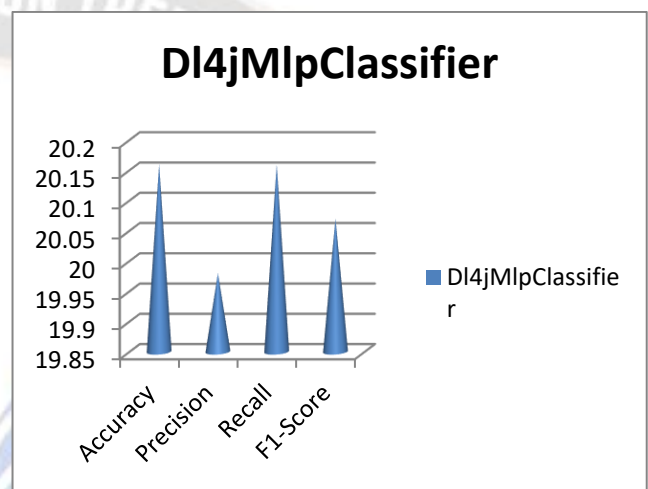 Dl4jMlpClassifier
20.2
20.15
20.1
20.05
20
19.95
19.9
19.85
Accuracy
Precision
Recall
F1-Score
Dl4jMlpClassifie
r